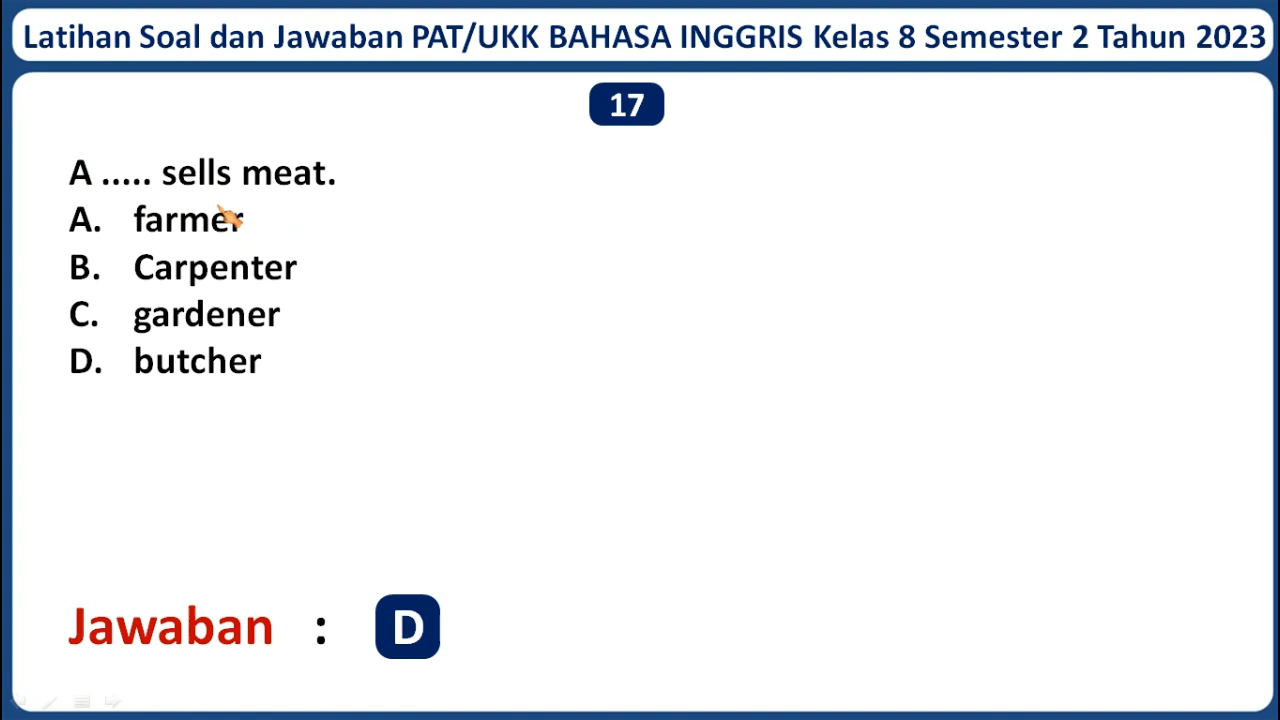 Latihan Soal dan Jawaban PAT/UKK BAHASA INGGRIS Kelas 8 Semester 2 Tahun 2023
17
A ..... sells meat.
A. farmer
B. Carpenter
C. gardener
D. butcher
Jawaban : D